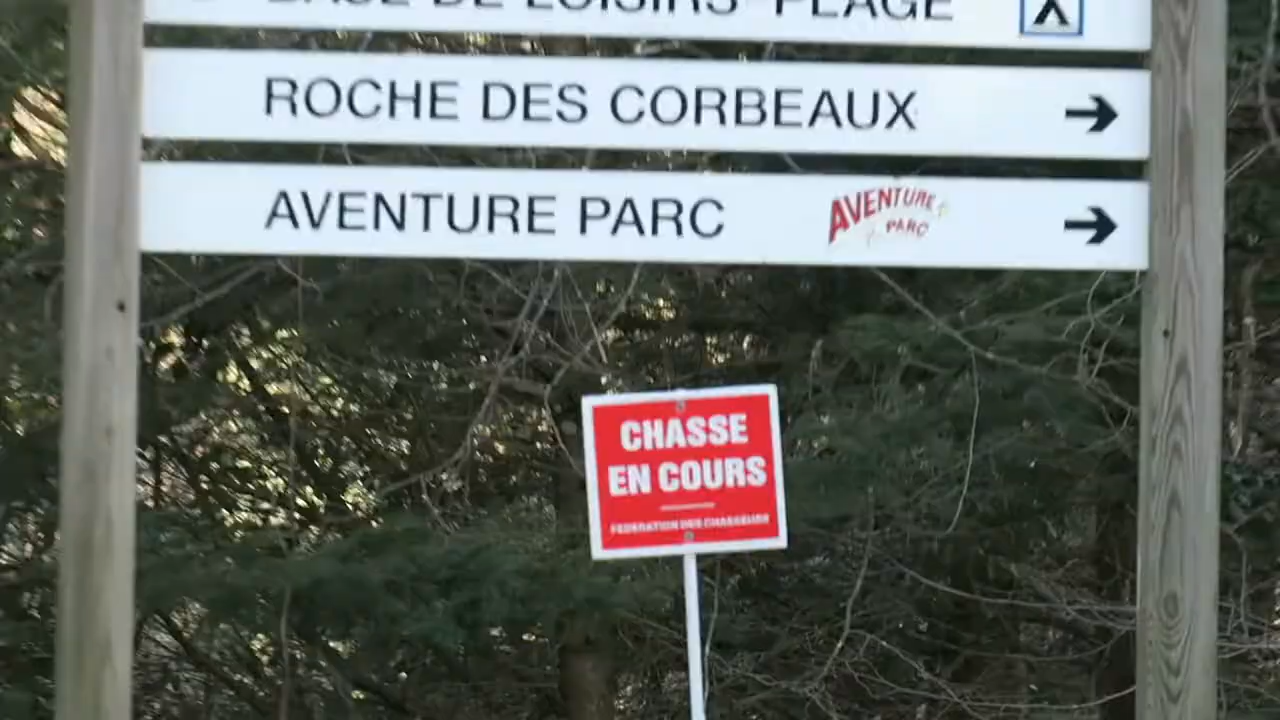 BASE DE LOISIRS PLAGE
ROCHE DES CORBEAUX
AVENTURE PARC
AVENTURE
PARC
CHASSE
EN COURS
FEDERATION DES CHASSEURS